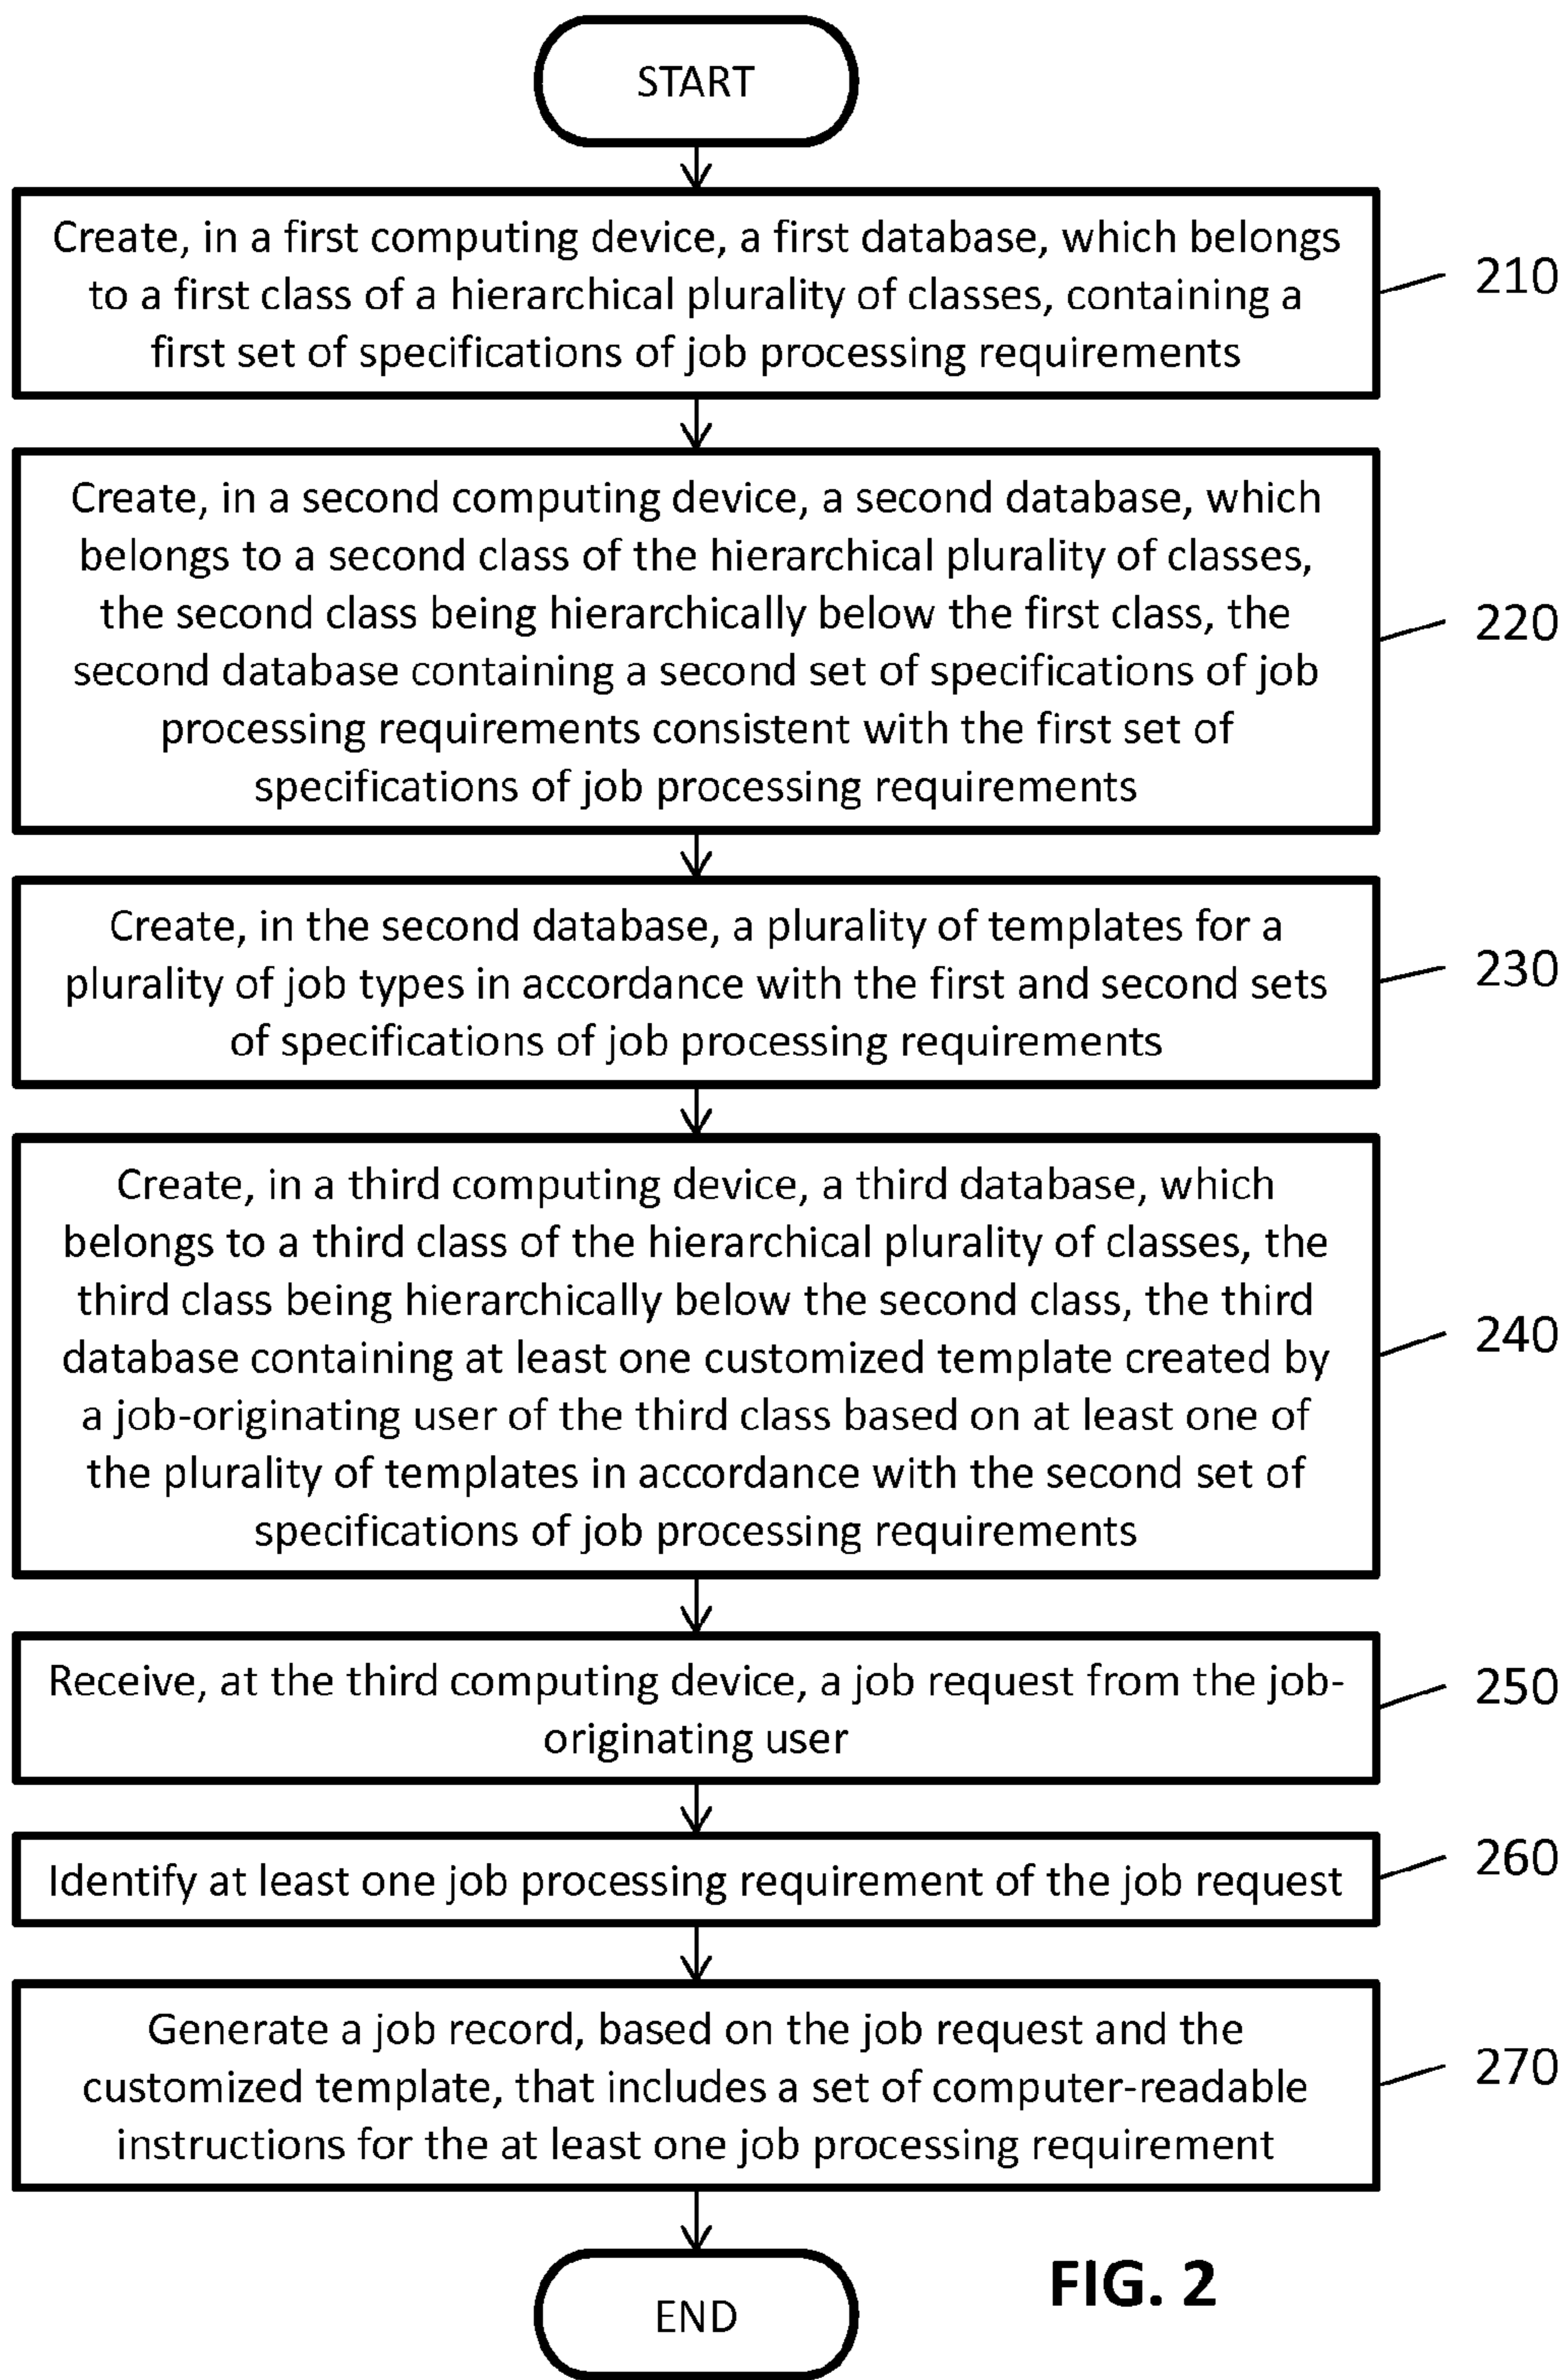 START
Create, in a first computing device, a first database, which belongs
to a first class of a hierarchical plurality of classes, containing a
first set of specifications of job processing requirements
210
Create, in a second computing device, a second database, which
belongs to a second class of the hierarchical plurality of classes,
the second class being hierarchically below the first class, the
second database containing a second set of specifications of job
processing requirements consistent with the first set of
specifications of job processing requirements
220
Create, in the second database, a plurality of templates for a
plurality of job types in accordance with the first and second sets
of specifications of job processing requirements
230
Create, in a third computing device, a third database, which
belongs to a third class of the hierarchical plurality of classes, the
third class being hierarchically below the second class, the third
database containing at least one customized template created by
a job-originating user of the third class based on at least one of
the plurality of templates in accordance with the second set of
specifications of job processing requirements
240
Receive, at the third computing device, a job request from the job-
originating user
250
Identify at least one job processing requirement of the job request
260
Generate a job record, based on the job request and the
customized template, that includes a set of computer-readable
instructions for the at least one job processing requirement
270
END
FIG. 2